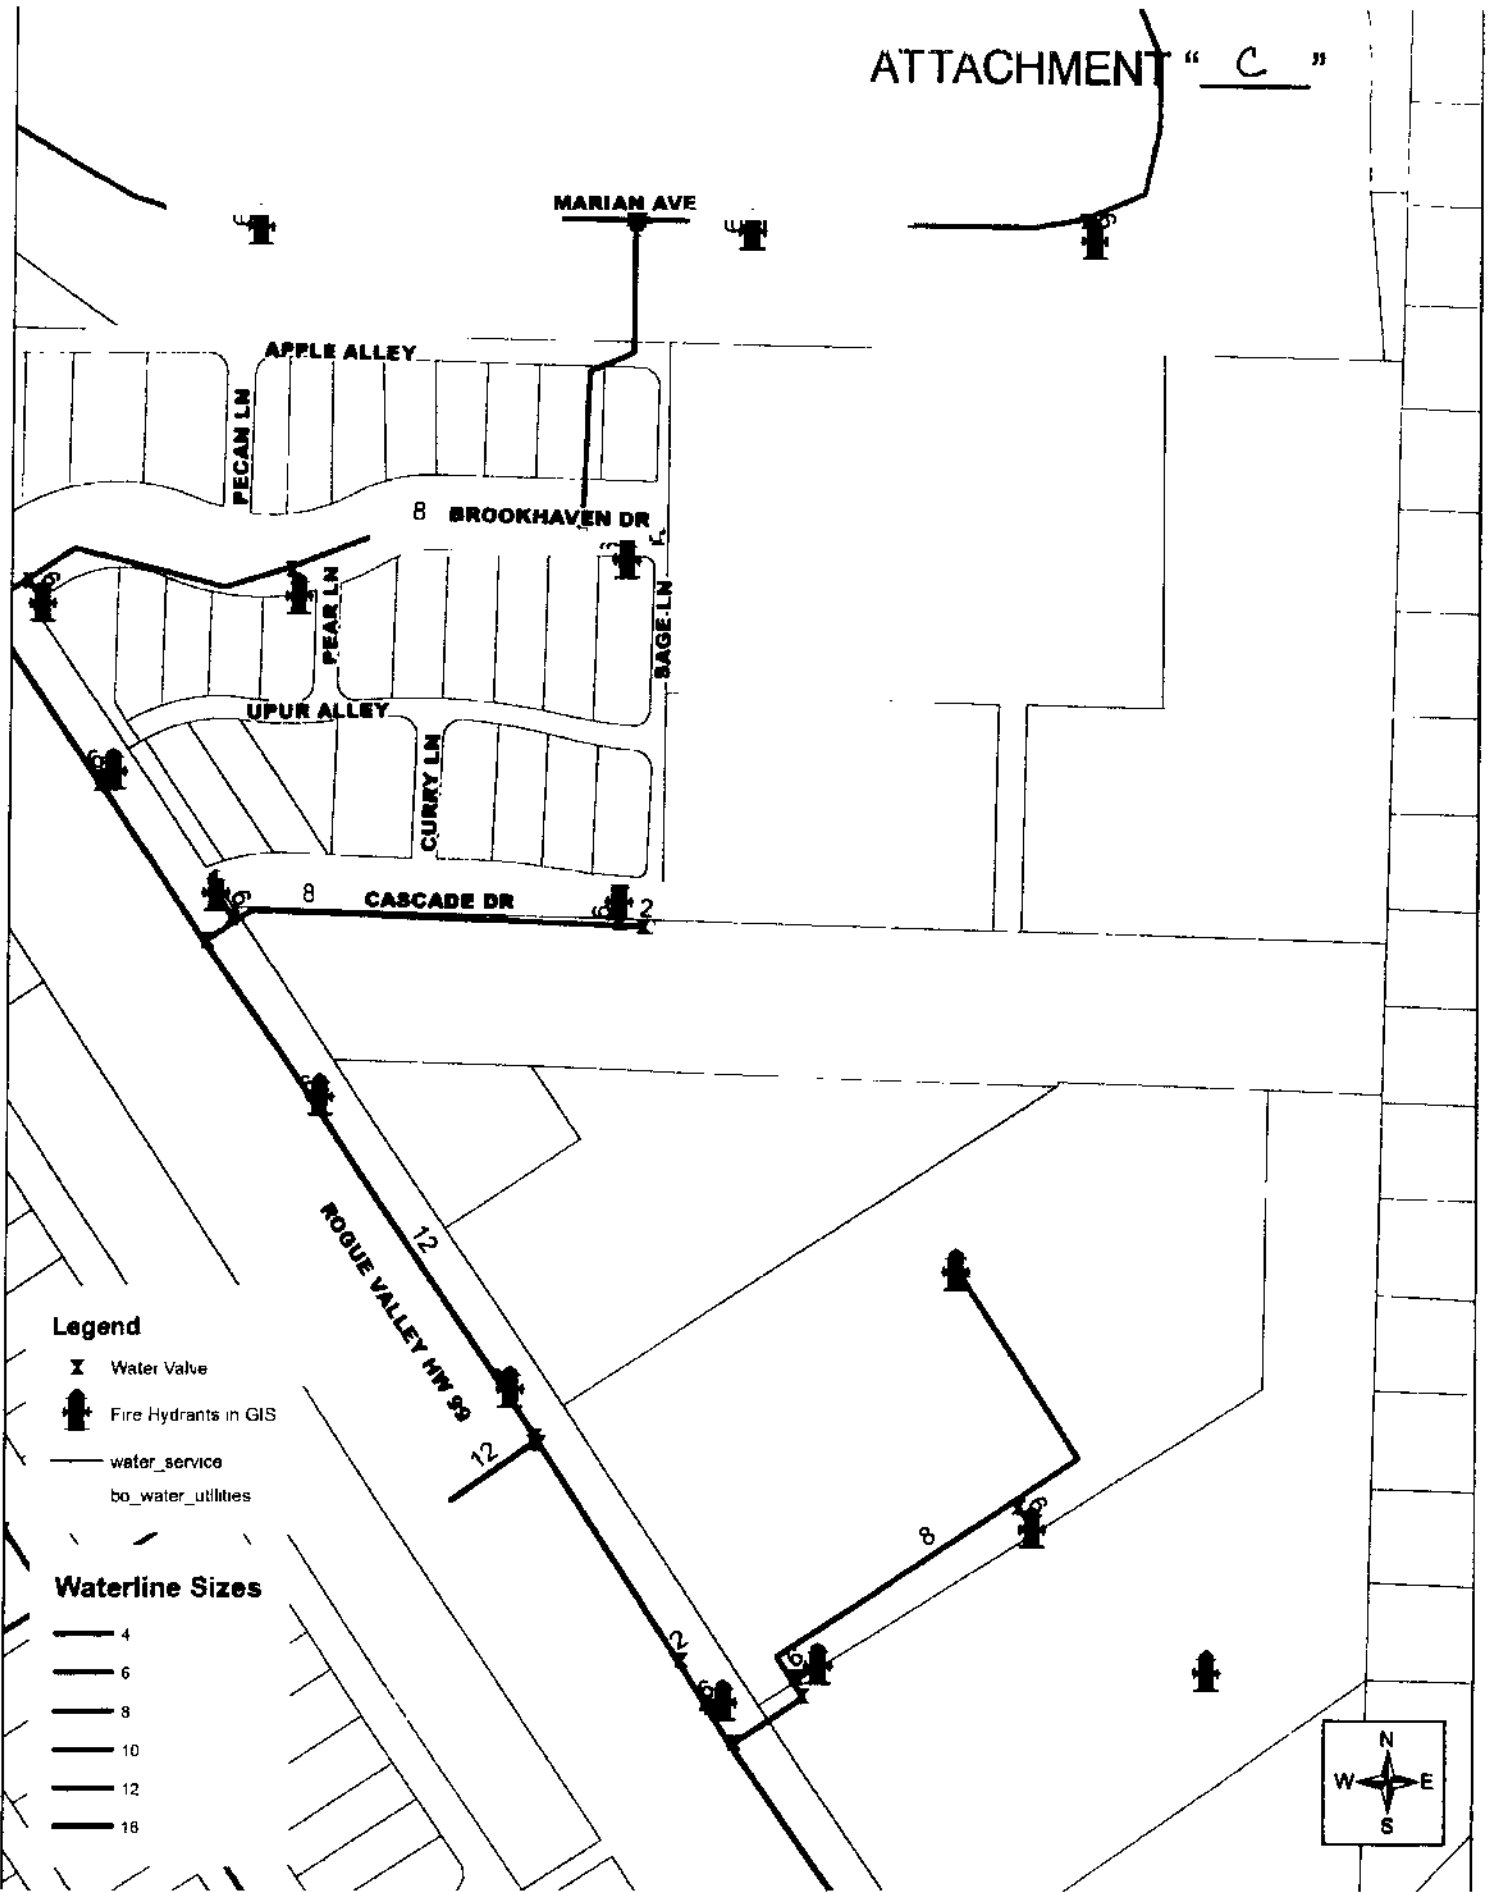 ATTACHMENT “ C ”
MARIAN AVE
APPLE ALLEY
PECAN LN
8 BROOKHAVEN DR
PEAR LN
SAGE LN
UPUR ALLEY
CURRY LN
8 CASCADE DR
2
12
ROGUE VALLEY HW 99
12
8
2
6
Legend
Water Valve
Fire Hydrants in GIS
water_service
bo_water_utilities
Waterline Sizes
4
6
8
10
12
16
N
W E
S